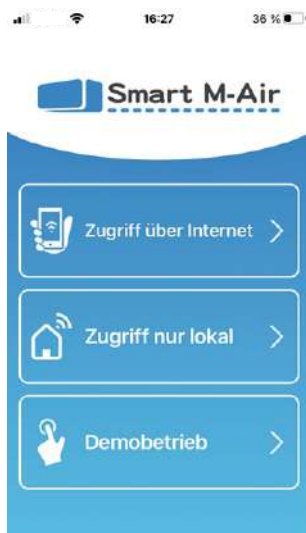 16:27
36 %
Smart M-Air
Zugriff über Internet
Zugriff nur lokal
Demobetrieb